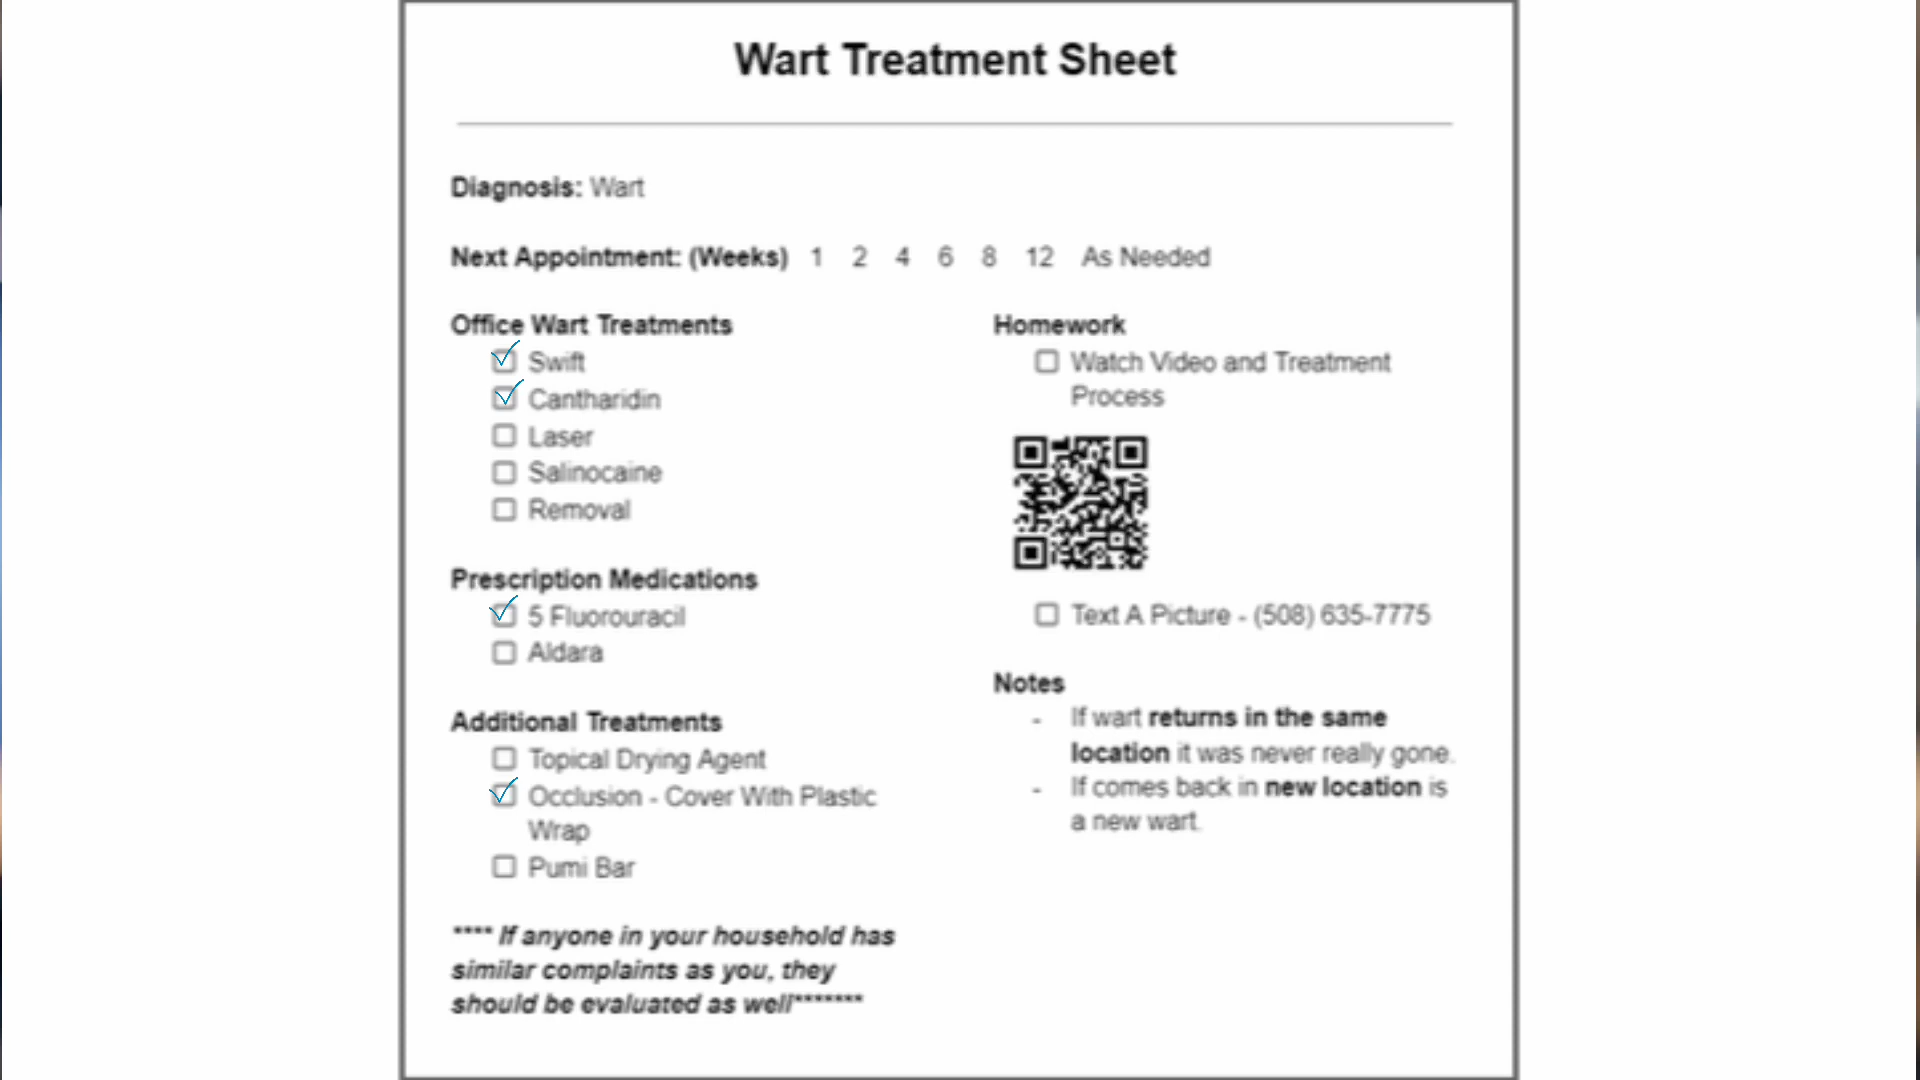 Wart Treatment Sheet
Diagnosis: Wart
Next Appointment: (Weeks) 1 2 4 6 8 12 As Needed
Office Wart Treatments
Swift
Cantharidin
Laser
Salinocaine
Removal
Prescription Medications
5 Fluorouracil
Aldara
Additional Treatments
Topical Drying Agent
Occlusion - Cover With Plastic
Wrap
Pumi Bar
**** If anyone in your household has
similar complaints as you, they
should be evaluated as well*******
Homework
Watch Video and Treatment
Process
Text A Picture - (508) 635-7775
Notes
- If wart returns in the same
location it was never really gone.
- If comes back in new location is
a new wart.